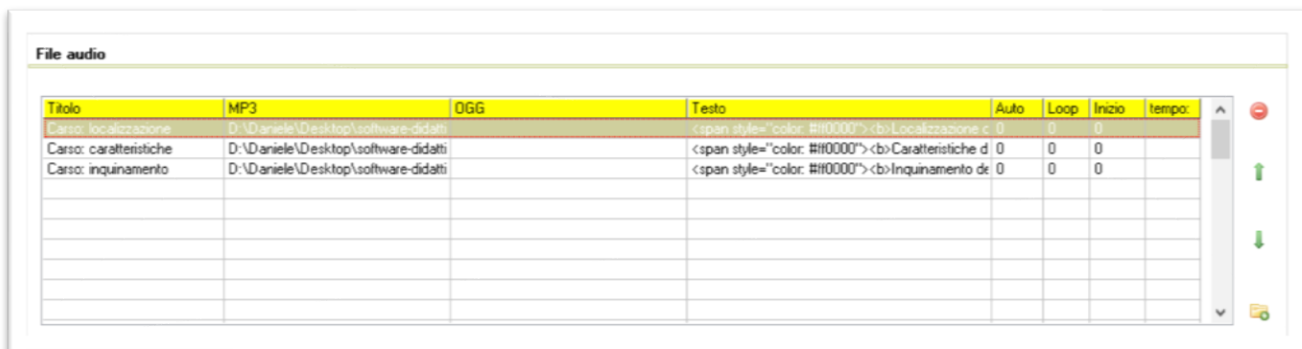 File audio
Titolo MP3 OGG Testo Auto Loop Inizio tempo:
Carso: localizzazione D:\Daniele\Desktop\software-didatti <span style="color: #ff0000"><b>Localizzazione c 0 0 0
Carso: caratteristiche D:\Daniele\Desktop\software-didatti <span style="color: #ff0000"><b>Caratteristiche d 0 0 0
Carso: inquinamento D:\Daniele\Desktop\software-didatti <span style="color: #ff0000"><b>Inquinamento de 0 0 0